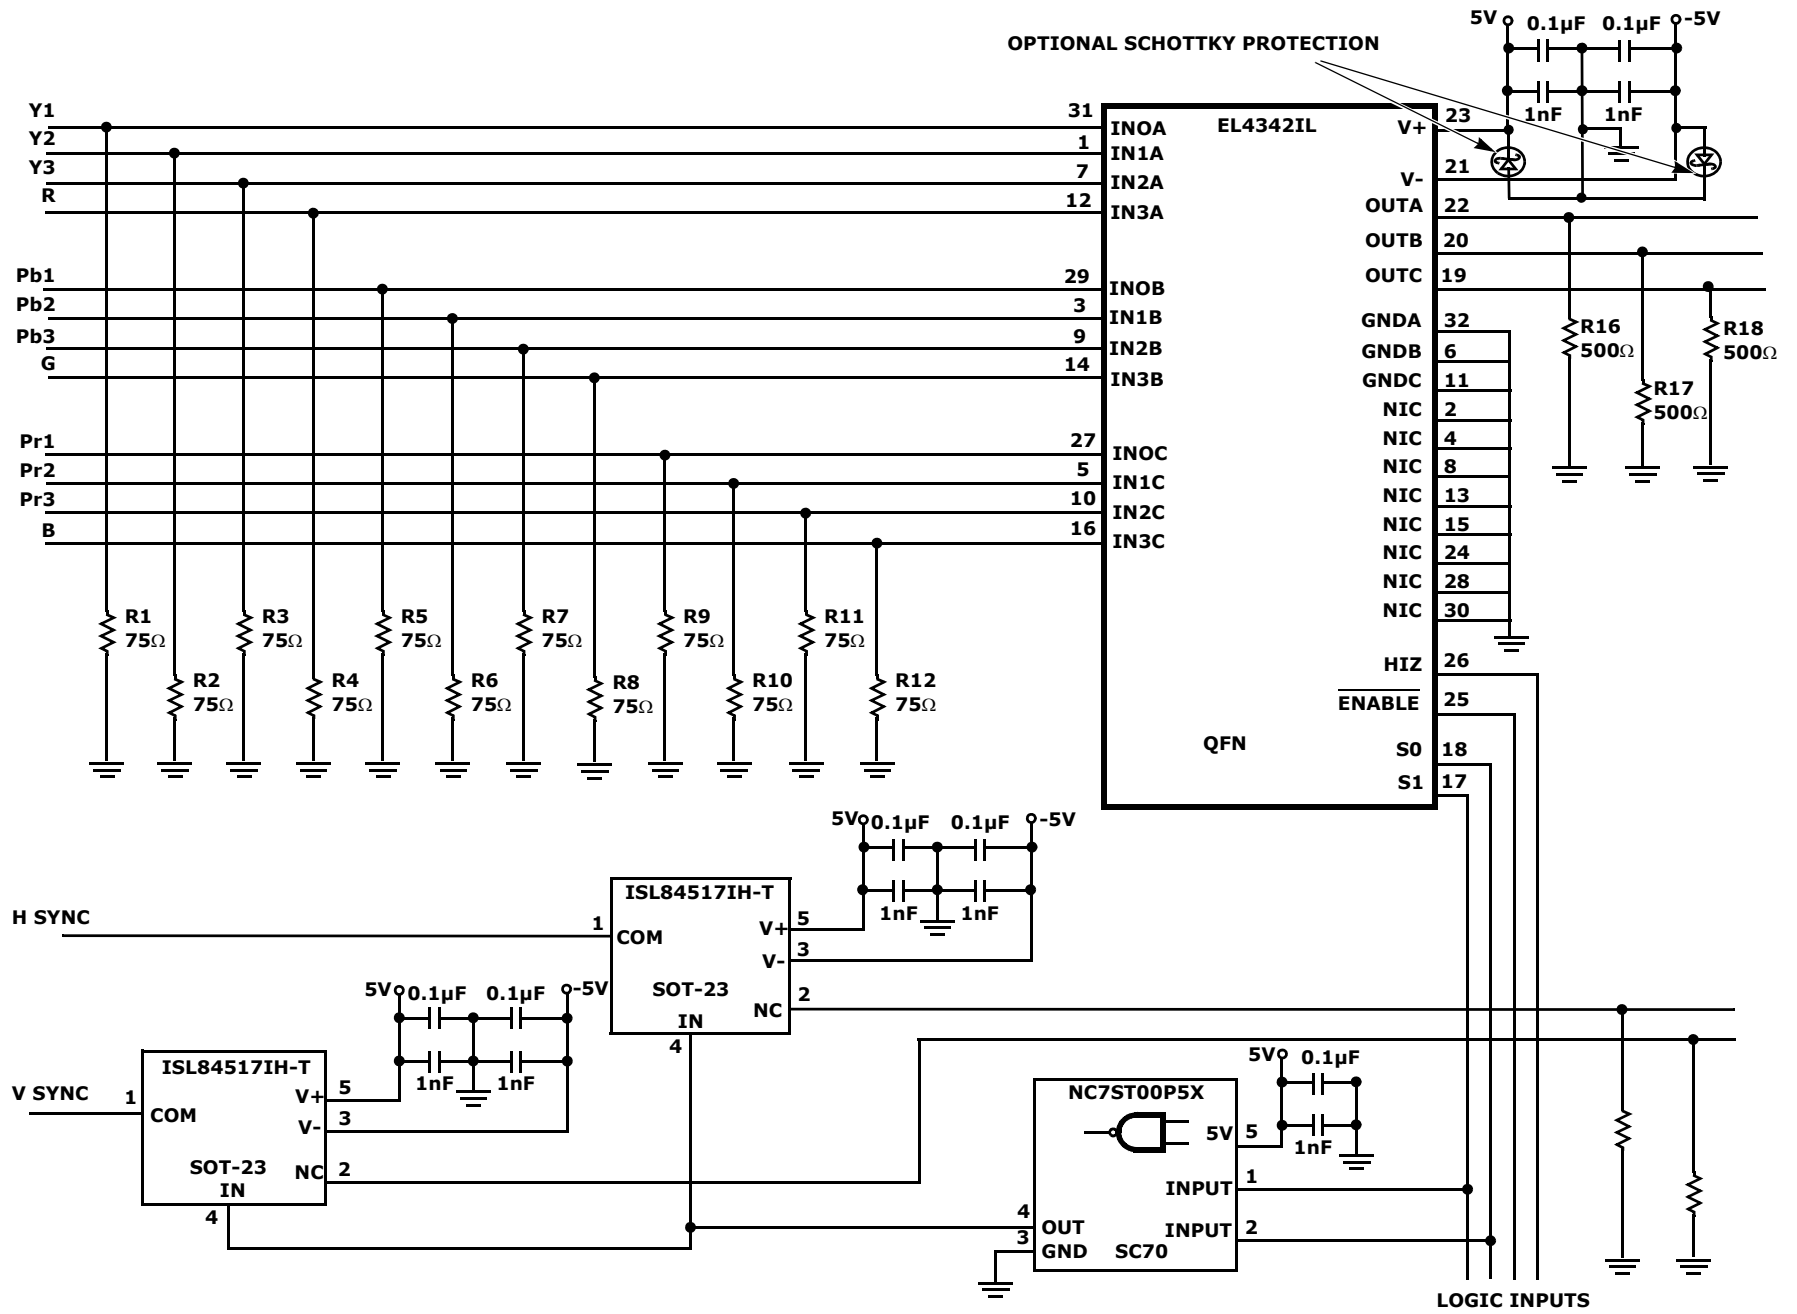 OPTIONAL SCHOTTKY PROTECTION
5V 0.1µF 0.1µF -5V
1nF 1nF
Y1
Y2
Y3
R
Pb1
Pb2
Pb3
G
Pr1
Pr2
Pr3
B
31 INOA
1 IN1A
7 IN2A
12 IN3A
29 INOB
3 IN1B
9 IN2B
14 IN3B
27 INOC
5 IN1C
10 IN2C
16 IN3C
EL4342IL
QFN
V+ 23
V- 21
OUTA 22
OUTB 20
OUTC 19
GNDA 32
GNDB 6
GNDC 11
NIC 2
NIC 4
NIC 8
NIC 13
NIC 15
NIC 24
NIC 28
NIC 30
HIZ 26
ENABLE 25
S0 18
S1 17
R16
500Ω
R17
500Ω
R18
500Ω
R1
75Ω
R2
75Ω
R3
75Ω
R4
75Ω
R5
75Ω
R6
75Ω
R7
75Ω
R8
75Ω
R9
75Ω
R10
75Ω
R11
75Ω
R12
75Ω
5V 0.1µF 0.1µF -5V
1nF 1nF
H SYNC
ISL84517IH-T
1 COM
V+ 5
V- 3
SOT-23
NC 2
IN
4
5V 0.1µF 0.1µF -5V
1nF 1nF
V SYNC
ISL84517IH-T
1 COM
V+ 5
V- 3
SOT-23
NC 2
IN
4
5V 0.1µF
1nF
NC7ST00P5X
5V 5
INPUT 1
INPUT 2
4 OUT
3 GND
SC70
LOGIC INPUTS